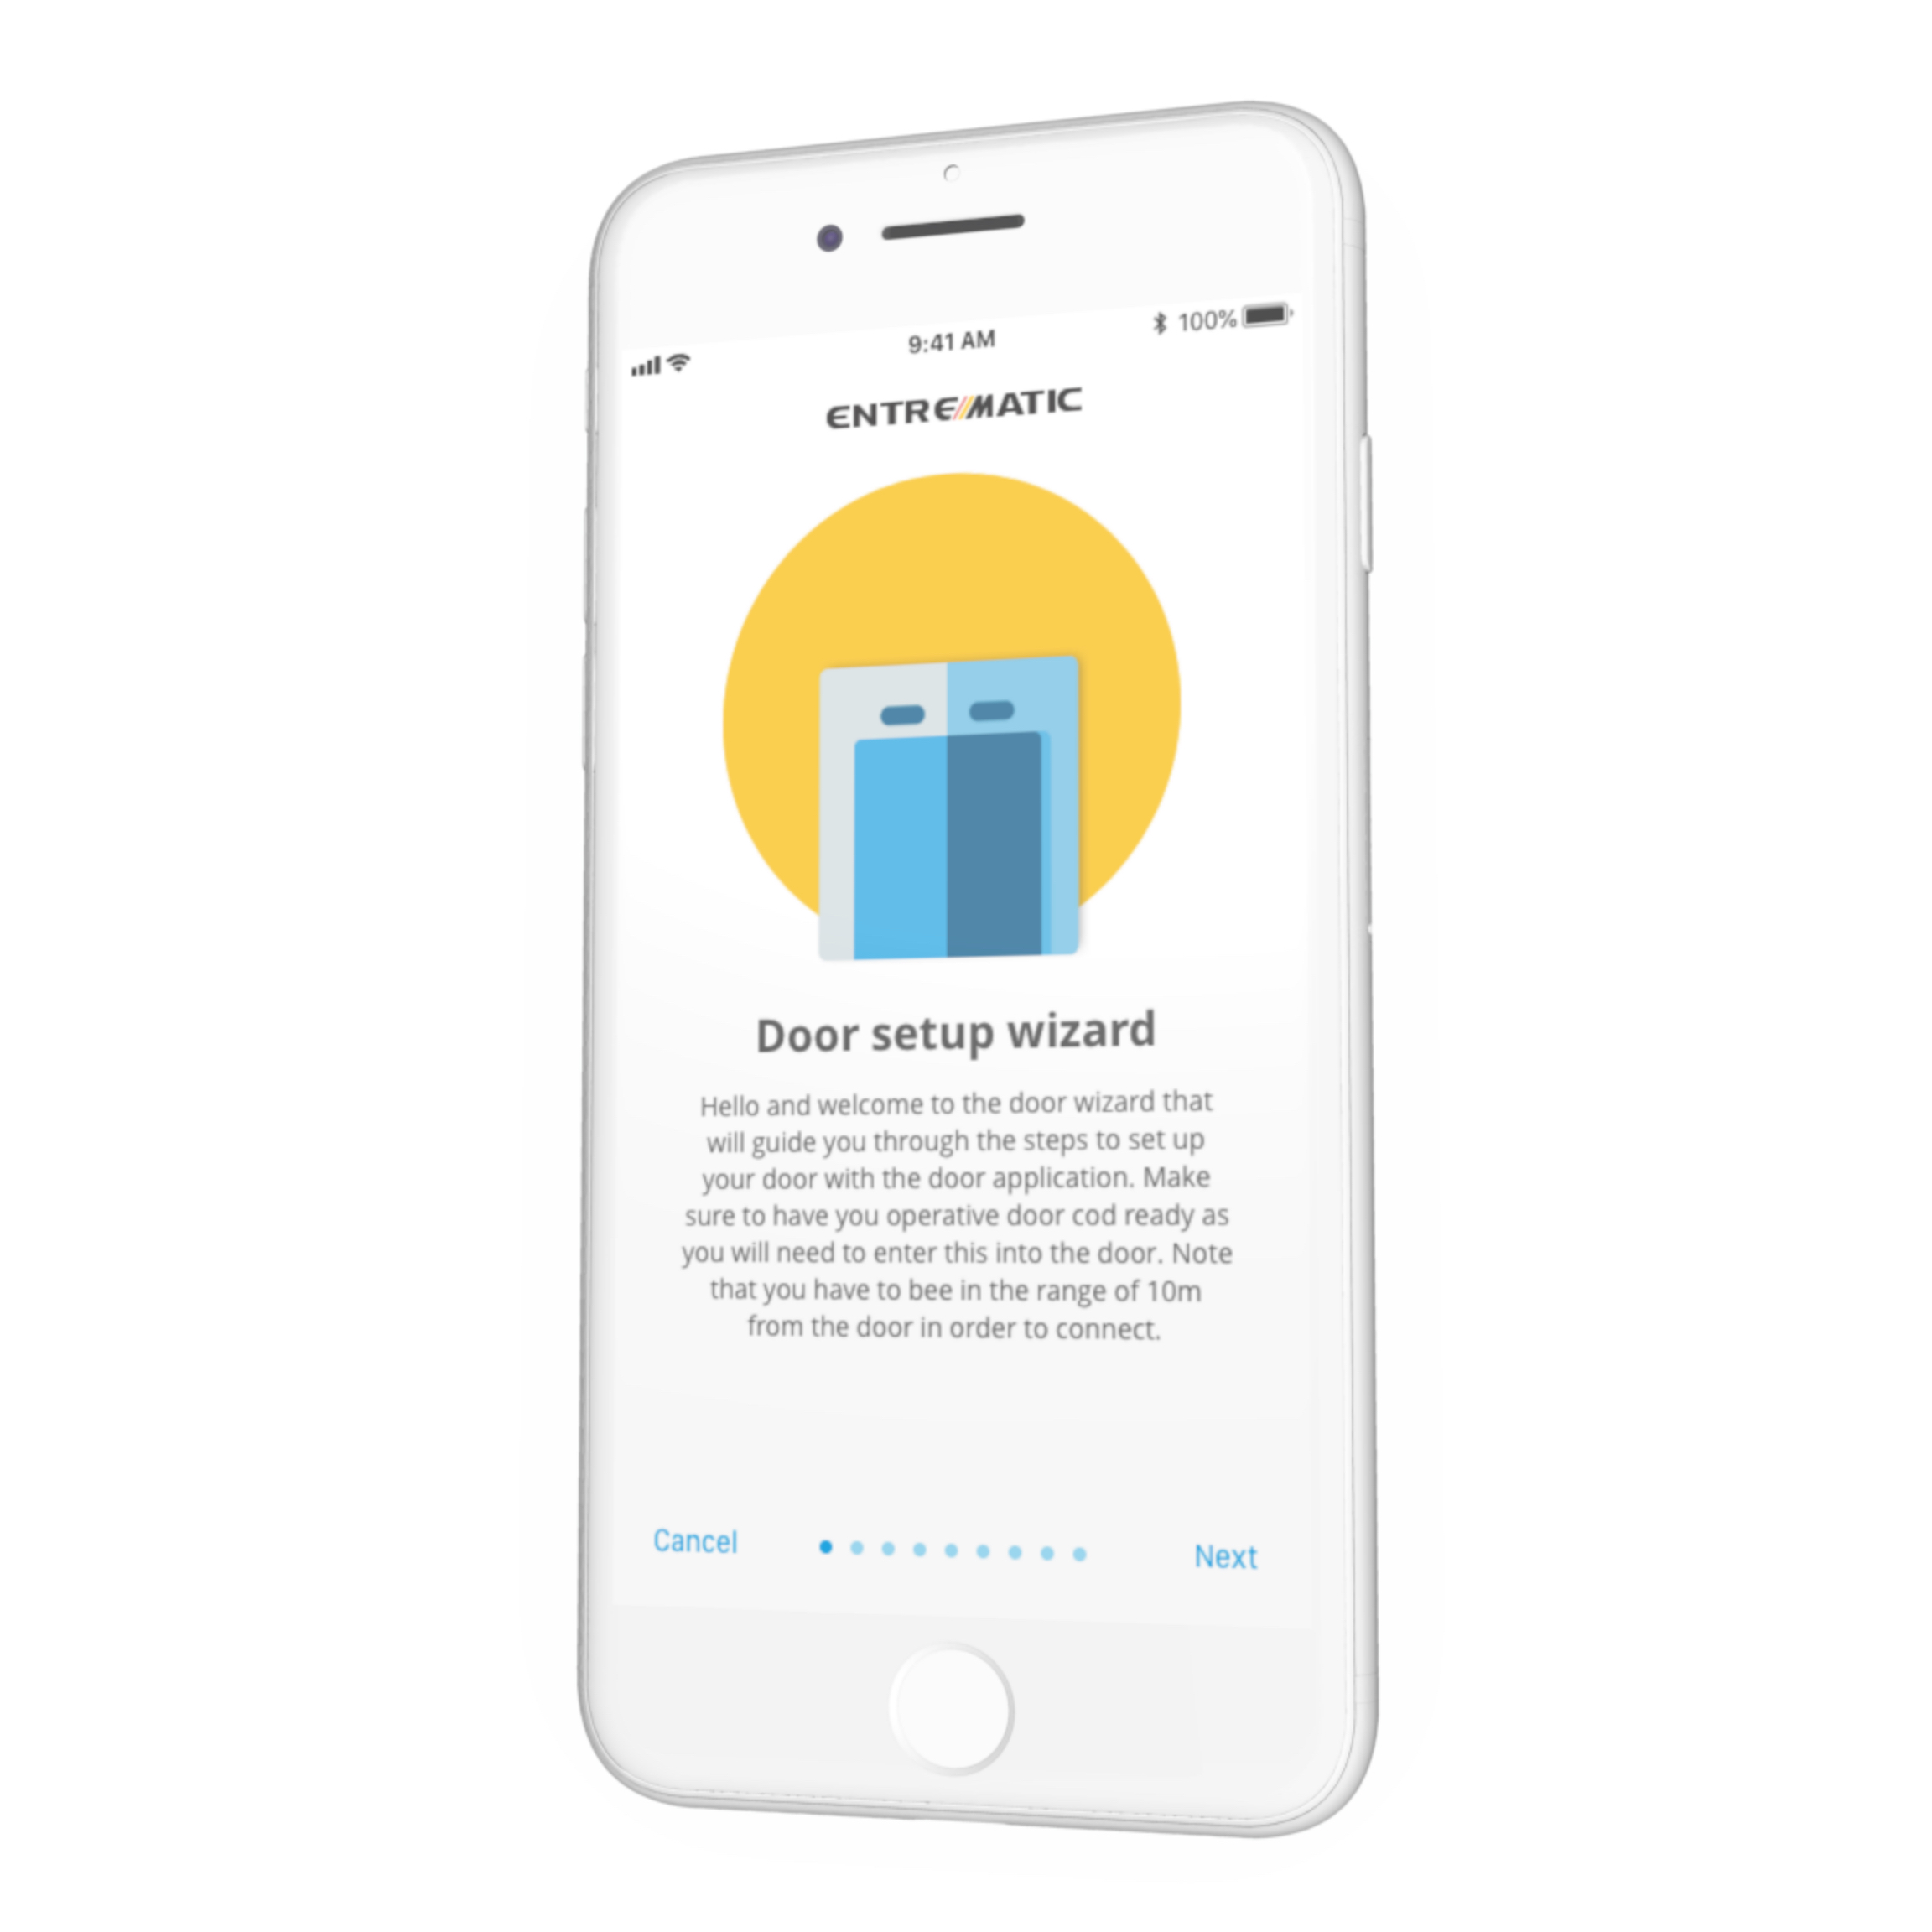 9:41 AM
100%
ENTREMATIC
Door setup wizard
Hello and welcome to the door wizard that
will guide you through the steps to set up
your door with the door application. Make
sure to have you operative door cod ready as
you will need to enter this into the door. Note
that you have to bee in the range of 10m
from the door in order to connect.
Cancel
Next